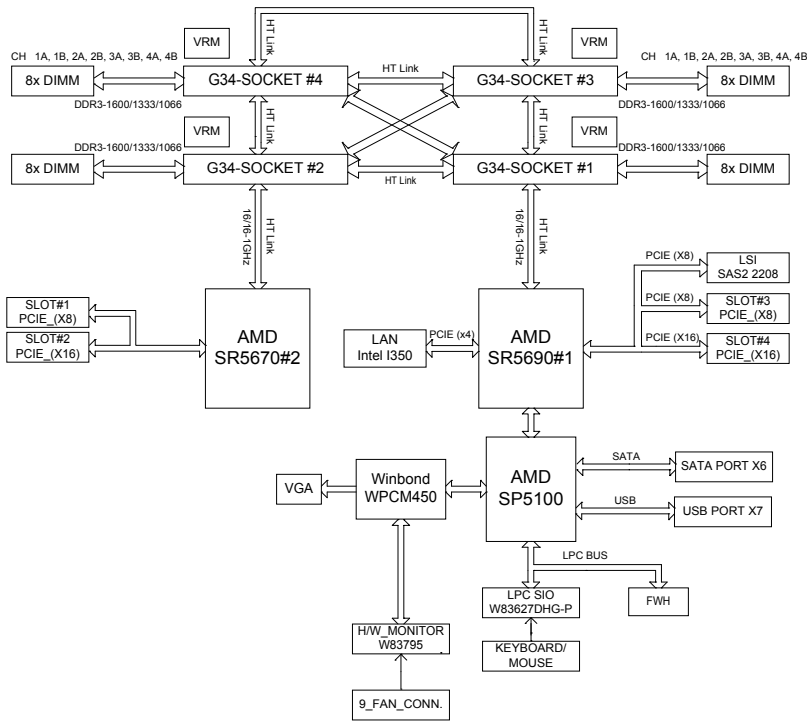 HT Link
HT Link
VRM
VRM
CH 1A, 1B, 2A, 2B, 3A, 3B, 4A, 4B
CH 1A, 1B, 2A, 2B, 3A, 3B, 4A, 4B
8x DIMM
G34-SOCKET #4
HT Link
G34-SOCKET #3
8x DIMM
DDR3-1600/1333/1066
DDR3-1600/1333/1066
VRM
HT Link
HT Link
VRM
DDR3-1600/1333/1066
DDR3-1600/1333/1066
8x DIMM
G34-SOCKET #2
HT Link
G34-SOCKET #1
8x DIMM
16/16-1GHz
HT Link
16/16-1GHz
HT Link
SLOT#1
PCIE_(X8)
SLOT#2
PCIE_(X16)
AMD
SR5670#2
LAN
Intel I350
PCIE (x4)
AMD
SR5690#1
PCIE (X8)
LSI
SAS2 2208
PCIE (X8)
SLOT#3
PCIE_(X8)
PCIE (X16)
SLOT#4
PCIE_(X16)
VGA
Winbond
WPCM450
AMD
SP5100
SATA
SATA PORT X6
USB
USB PORT X7
LPC BUS
LPC SIO
W83627DHG-P
FWH
H/W_MONITOR
W83795
KEYBOARD/
MOUSE
9_FAN_CONN.